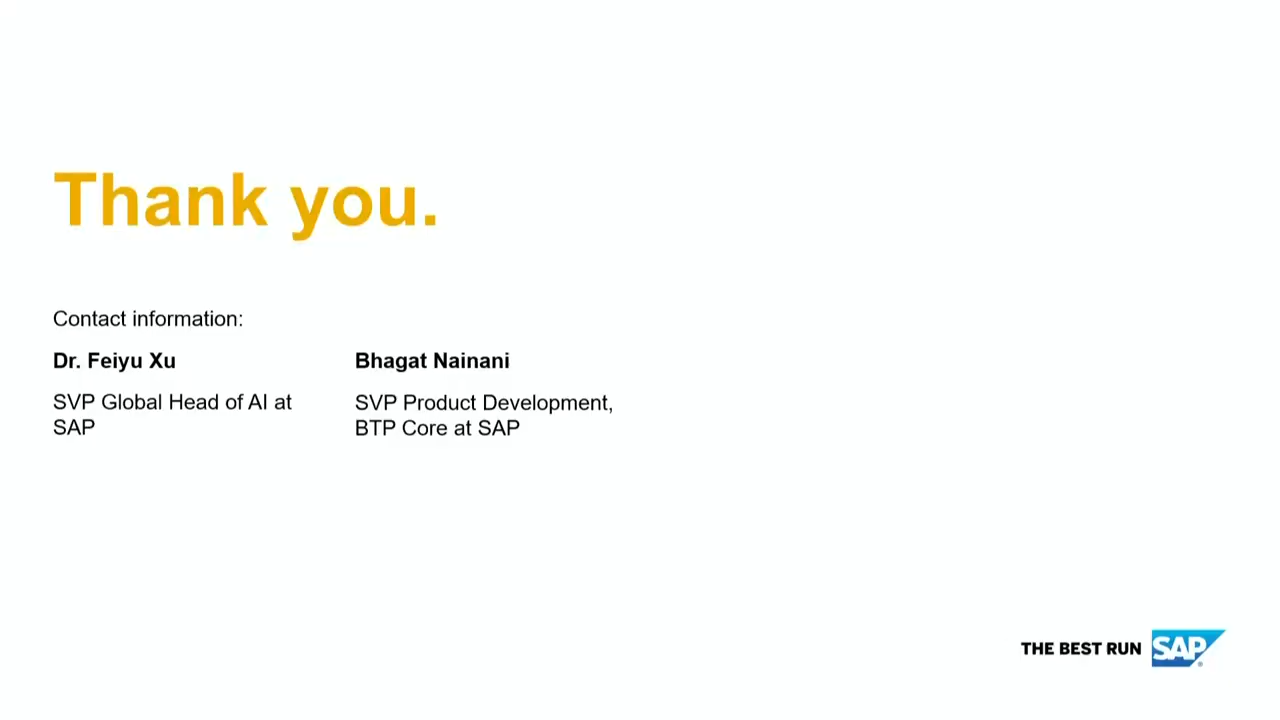 Thank you.
Contact information:
Dr. Feiyu Xu
SVP Global Head of AI at
SAP
Bhagat Nainani
SVP Product Development,
BTP Core at SAP
THE BEST RUN SAP